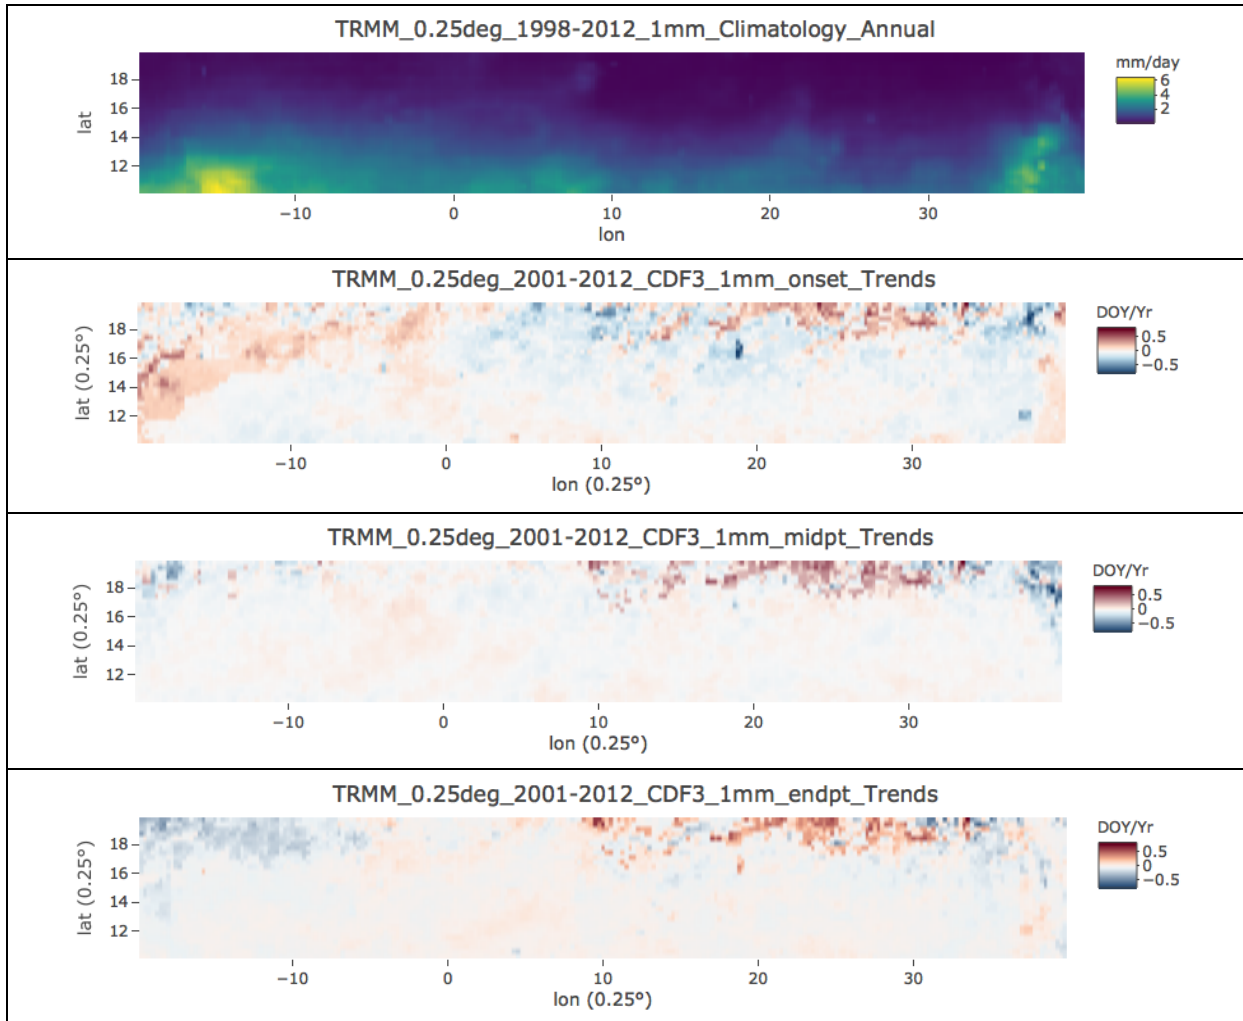 TRMM_0.25deg_1998-2012_1mm_Climatology_Annual
mm/day
6
4
2
18
16
14
12
lat
−10 0 10 20 30
lon
TRMM_0.25deg_2001-2012_CDF3_1mm_onset_Trends
DOY/Yr
0.5
0
−0.5
18
16
14
12
lat (0.25°)
−10 0 10 20 30
lon (0.25°)
TRMM_0.25deg_2001-2012_CDF3_1mm_midpt_Trends
DOY/Yr
0.5
0
−0.5
18
16
14
12
lat (0.25°)
−10 0 10 20 30
lon (0.25°)
TRMM_0.25deg_2001-2012_CDF3_1mm_endpt_Trends
DOY/Yr
0.5
0
−0.5
18
16
14
12
lat (0.25°)
−10 0 10 20 30
lon (0.25°)